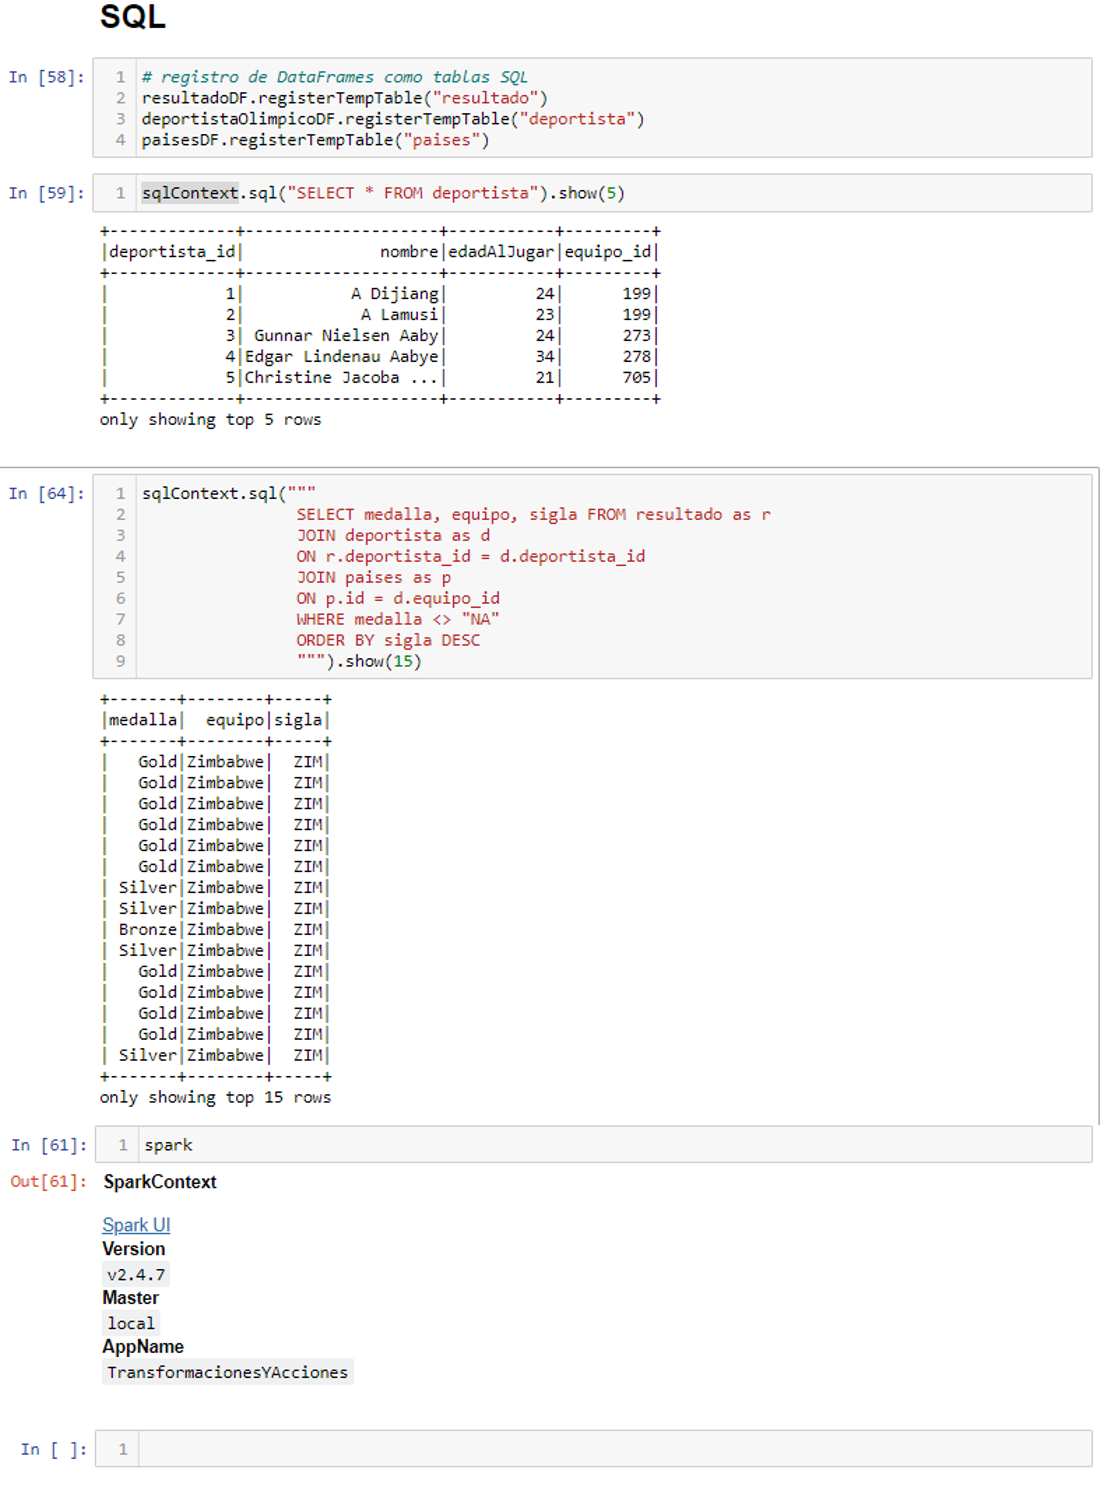 SQL
In [58]:
1 # registro de DataFrames como tablas SQL
2 resultadoDF.registerTempTable("resultado")
3 deportistaOlimpicoDF.registerTempTable("deportista")
4 paisesDF.registerTempTable("paises")
In [59]:
1 sqlContext.sql("SELECT * FROM deportista").show(5)
+-------------+--------------------+-----------+---------+
|deportista_id|              nombre|edadAlJugar|equipo_id|
+-------------+--------------------+-----------+---------+
|            1|           A Dijiang|         24|      199|
|            2|            A Lamusi|         23|      199|
|            3| Gunnar Nielsen Aaby|         24|      273|
|            4|Edgar Lindenau Aabye|         34|      278|
|            5|Christine Jacoba ...|         21|      705|
+-------------+--------------------+-----------+---------+
only showing top 5 rows
In [64]:
1 sqlContext.sql("""
2                SELECT medalla, equipo, sigla FROM resultado as r
3                JOIN deportista as d
4                ON r.deportista_id = d.deportista_id
5                JOIN paises as p
6                ON p.id = d.equipo_id
7                WHERE medalla <> "NA"
8                ORDER BY sigla DESC
9                """).show(15)
+-------+--------+-----+
|medalla|  equipo|sigla|
+-------+--------+-----+
|   Gold|Zimbabwe|  ZIM|
|   Gold|Zimbabwe|  ZIM|
|   Gold|Zimbabwe|  ZIM|
|   Gold|Zimbabwe|  ZIM|
|   Gold|Zimbabwe|  ZIM|
|   Gold|Zimbabwe|  ZIM|
| Silver|Zimbabwe|  ZIM|
| Silver|Zimbabwe|  ZIM|
| Bronze|Zimbabwe|  ZIM|
| Silver|Zimbabwe|  ZIM|
|   Gold|Zimbabwe|  ZIM|
|   Gold|Zimbabwe|  ZIM|
|   Gold|Zimbabwe|  ZIM|
|   Gold|Zimbabwe|  ZIM|
| Silver|Zimbabwe|  ZIM|
+-------+--------+-----+
only showing top 15 rows
In [61]:
1 spark
Out[61]: SparkContext
Spark UI
Version
v2.4.7
Master
local
AppName
TransformacionesYAcciones
In [ ]:
1